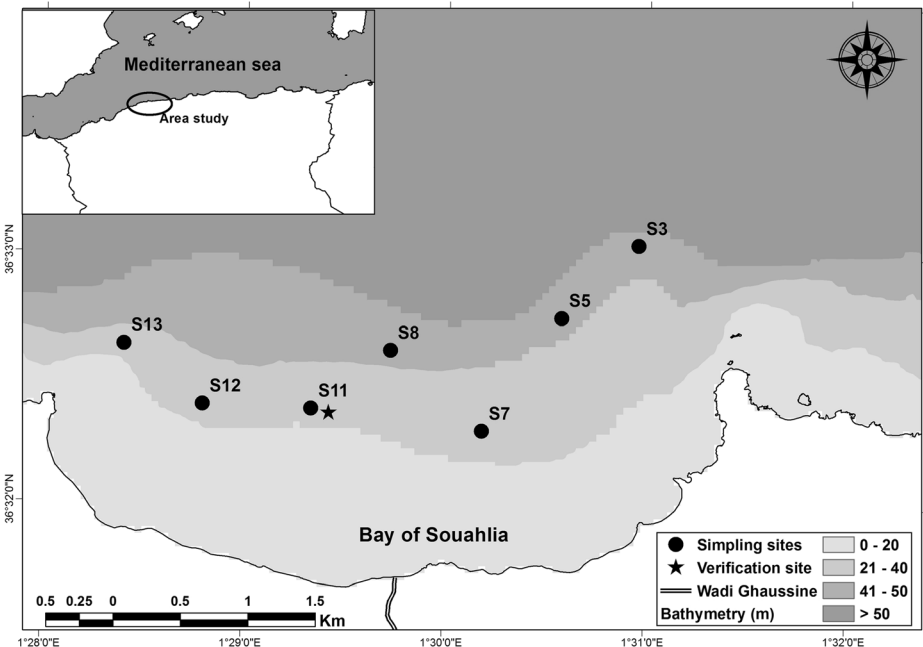 Mediterranean sea
Area study
S3
S5
S13
S8
S12
S11
S7
Bay of Souahlia
36°33'0"N
36°32'0"N
Simpling sites
Verification site
Wadi Ghaussine
Bathymetry (m)
0 - 20
21 - 40
41 - 50
> 50
0.5 0.25 0 0.5 1 1.5
Km
1°28'0"E 1°29'0"E 1°30'0"E 1°31'0"E 1°32'0"E